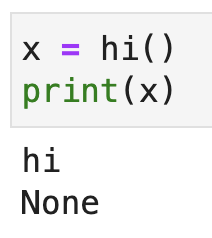 x = hi()
print(x)
hi
None